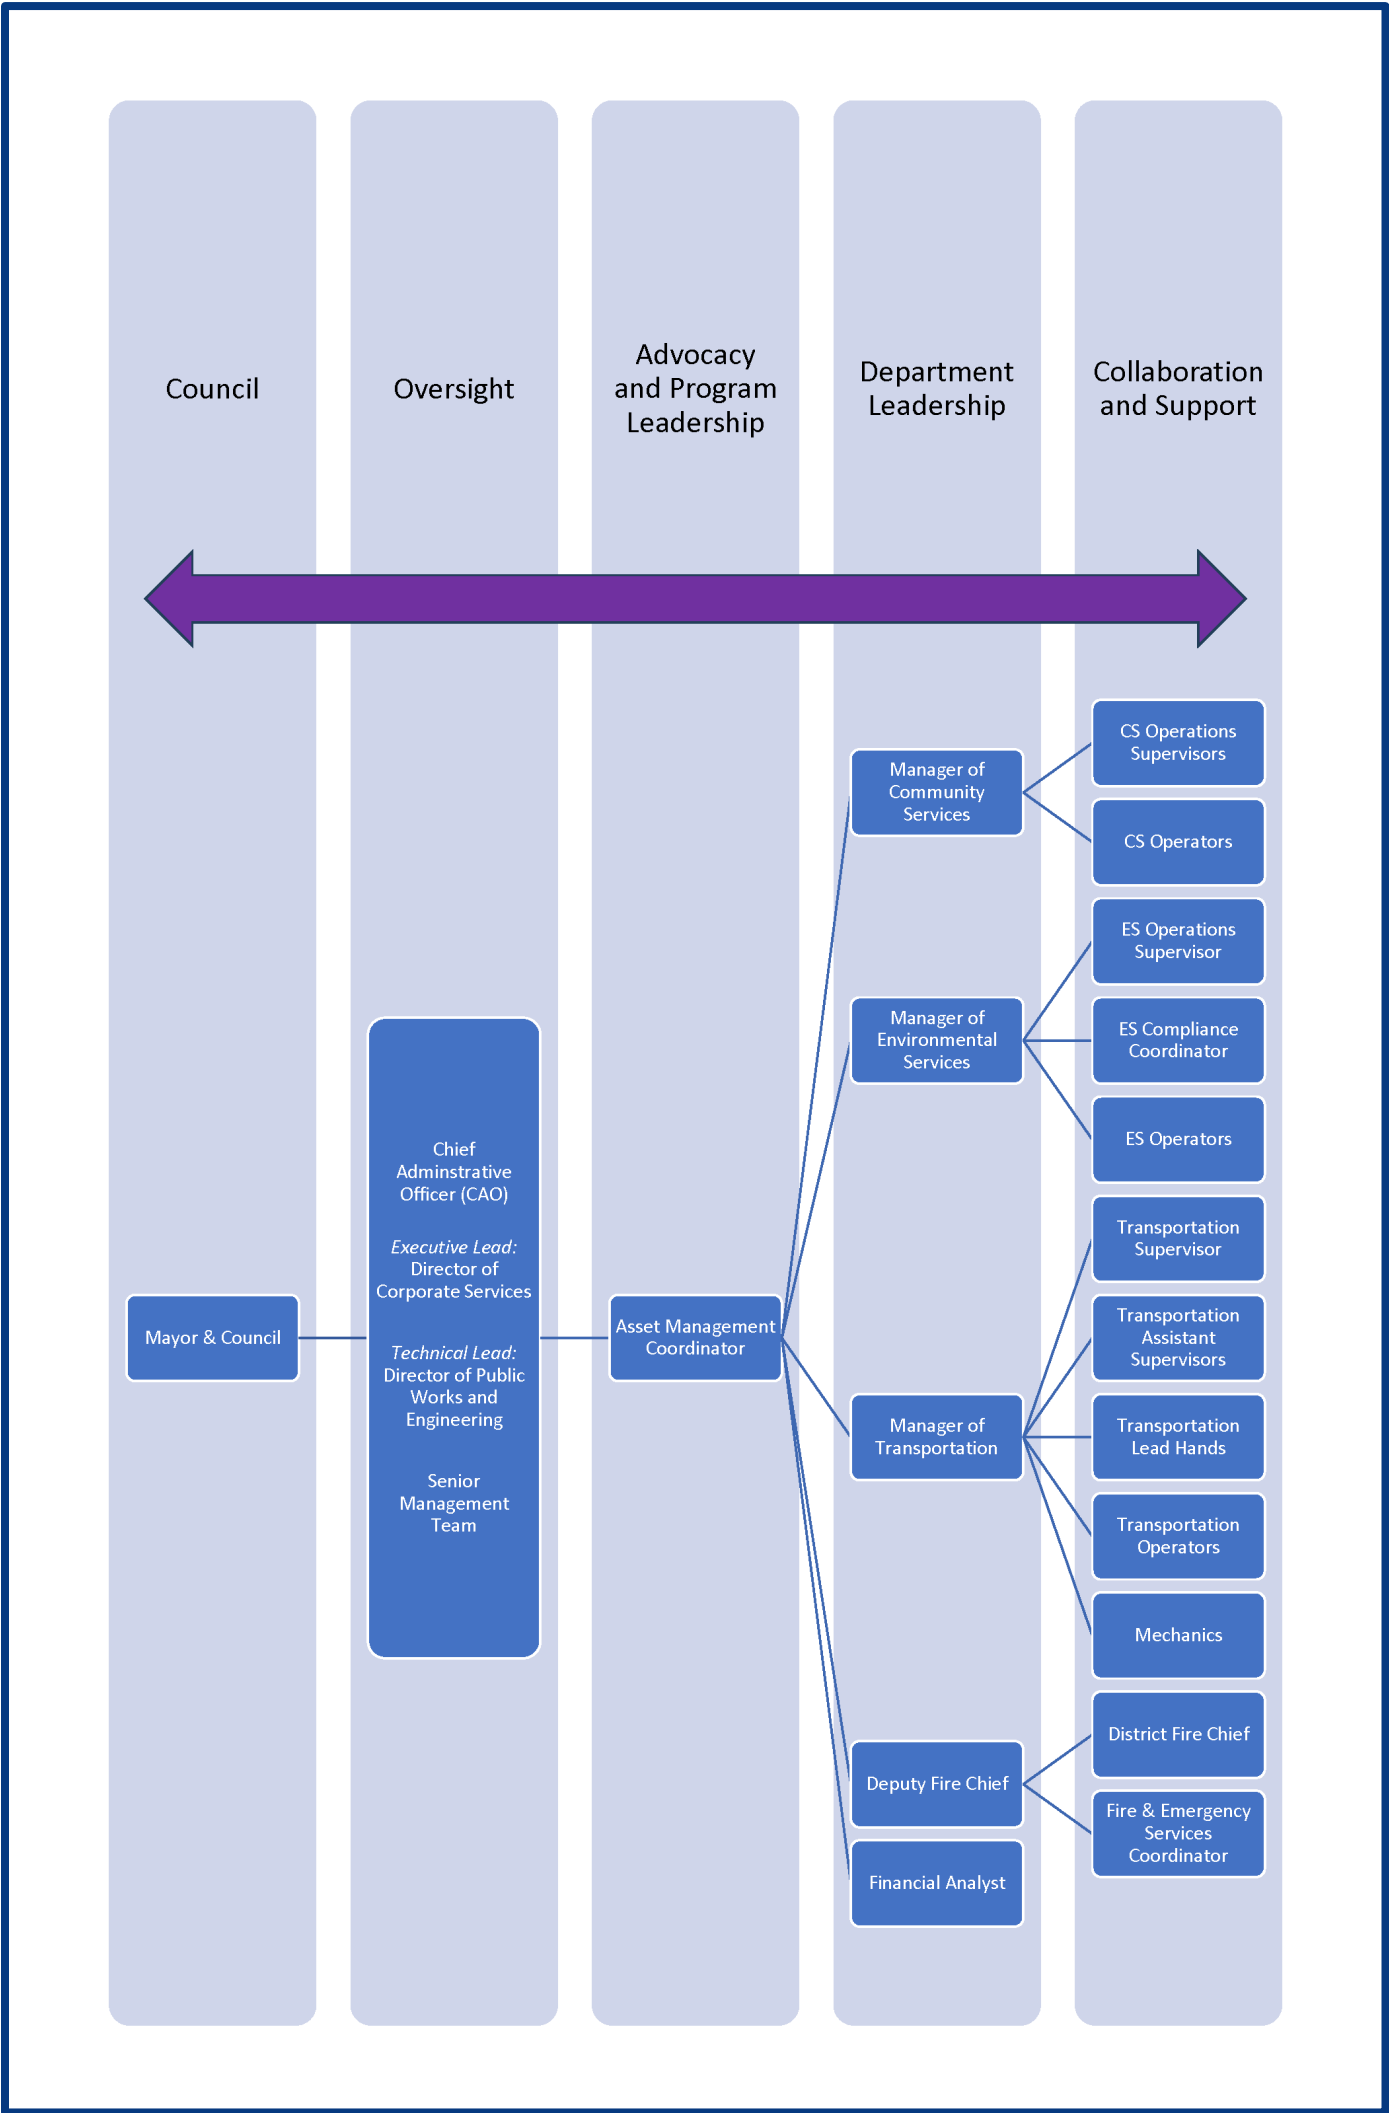 Council
Oversight
Advocacy
and Program
Leadership
Department
Leadership
Collaboration
and Support
Mayor & Council
Chief
Adminstrative
Officer (CAO)
Executive Lead:
Director of
Corporate Services
Technical Lead:
Director of Public
Works and
Engineering
Senior
Management
Team
Asset Management
Coordinator
Manager of
Community
Services
Manager of
Environmental
Services
Manager of
Transportation
Deputy Fire Chief
Financial Analyst
CS Operations
Supervisors
CS Operators
ES Operations
Supervisor
ES Compliance
Coordinator
ES Operators
Transportation
Supervisor
Transportation
Assistant
Supervisors
Transportation
Lead Hands
Transportation
Operators
Mechanics
District Fire Chief
Fire & Emergency
Services
Coordinator